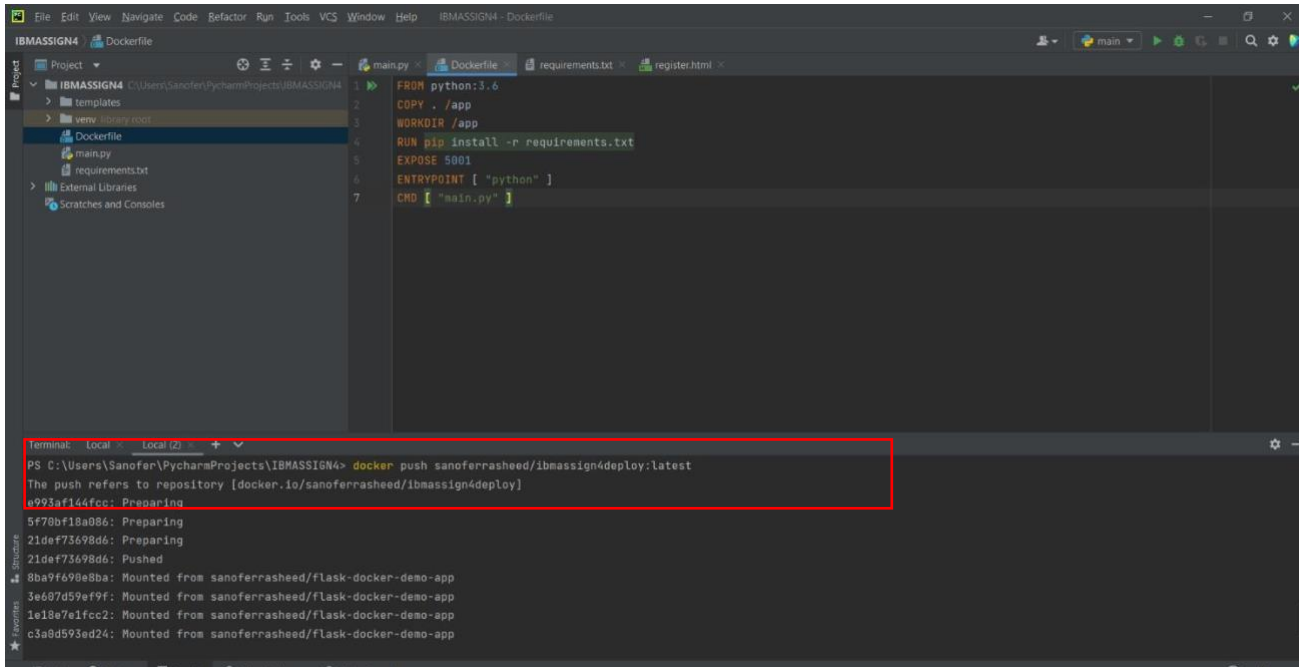 File Edit View Navigate Code Refactor Run Tools VCS Window Help IBMASSIGN4 - Dockerfile
IBMASSIGN4 Dockerfile main
Project main.py Dockerfile requirements.txt register.html
IBMASSIGN4 C:\Users\Sanofer\PycharmProjects\IBMASSIGN4
templates
venv library root
Dockerfile
main.py
requirements.txt
External Libraries
Scratches and Consoles
1 FROM python:3.6
2 COPY . /app
3 WORKDIR /app
4 RUN pip install -r requirements.txt
5 EXPOSE 5001
6 ENTRYPOINT [ "python" ]
7 CMD [ "main.py" ]
Project
Terminal: Local Local (2)
PS C:\Users\Sanofer\PycharmProjects\IBMASSIGN4> docker push sanoferrasheed/ibmassign4deploy:latest
The push refers to repository [docker.io/sanoferrasheed/ibmassign4deploy]
e993af144fcc: Preparing
5f70bf18a086: Preparing
21def73698d6: Preparing
21def73698d6: Pushed
8ba9f690e8ba: Mounted from sanoferrasheed/flask-docker-demo-app
3e607d59ef9f: Mounted from sanoferrasheed/flask-docker-demo-app
1e18e7e1fcc2: Mounted from sanoferrasheed/flask-docker-demo-app
c3a0d593ed24: Mounted from sanoferrasheed/flask-docker-demo-app
Structure
Favorites